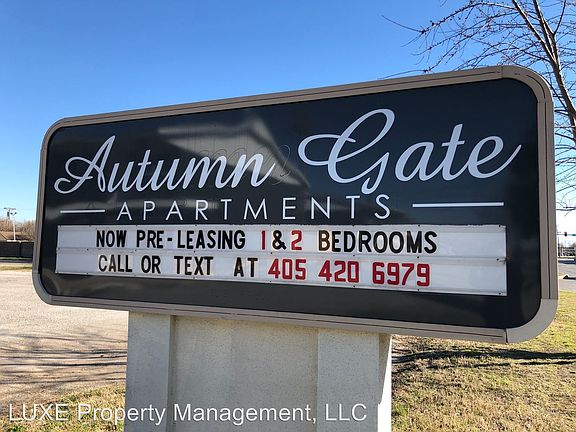 Autumn Gate
APARTMENTS
NOW PRE-LEASING 1&2 BEDROOMS
CALL OR TEXT AT 405 420 6979
LUXE Property Management, LLC